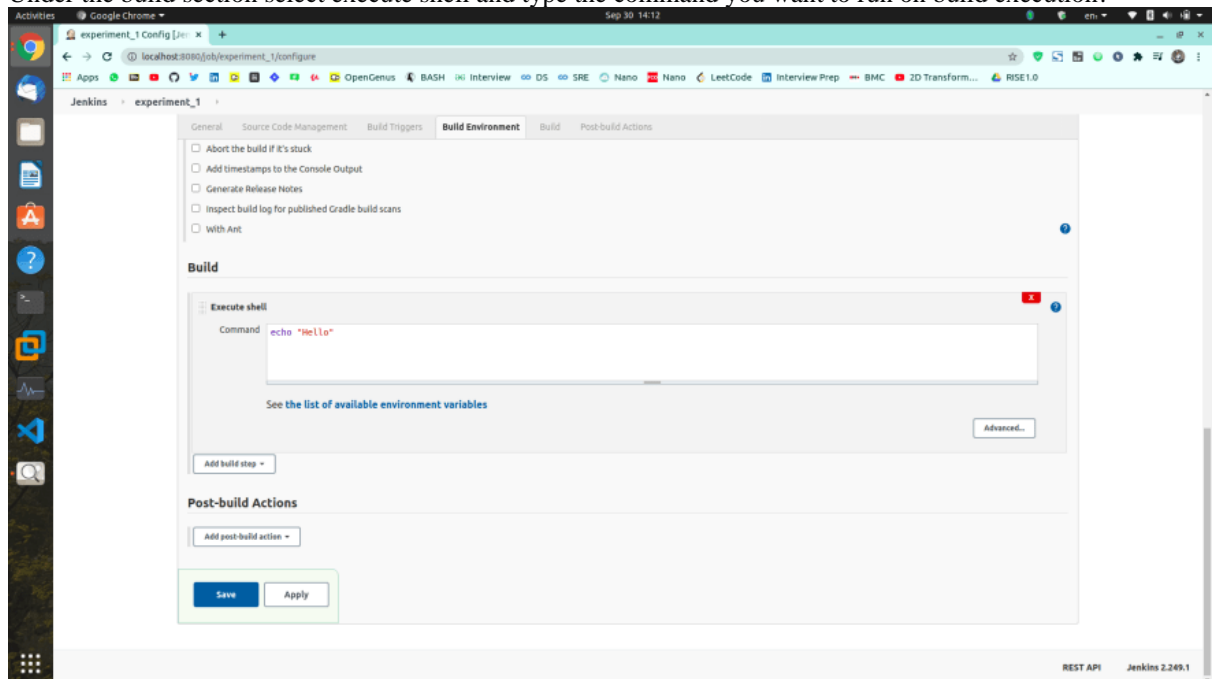 Under the build section select execute shell and type the command you want to run on build execution.
Activities Google Chrome Sep 30 14:12 en
experiment_1 Config [Jen
localhost:8080/job/experiment_1/configure
Apps OpenGenus BASH Interview DS SRE Nano Nano LeetCode Interview Prep BMC 2D Transform... RISE1.0
Jenkins experiment_1
General Source Code Management Build Triggers Build Environment Build Post-build Actions
Abort the build if it's stuck
Add timestamps to the Console Output
Generate Release Notes
Inspect build log for published Gradle build scans
With Ant
Build
Execute shell
X
Command echo "Hello"
See the list of available environment variables
Advanced...
Add build step
Post-build Actions
Add post-build action
Save Apply
REST API Jenkins 2.249.1